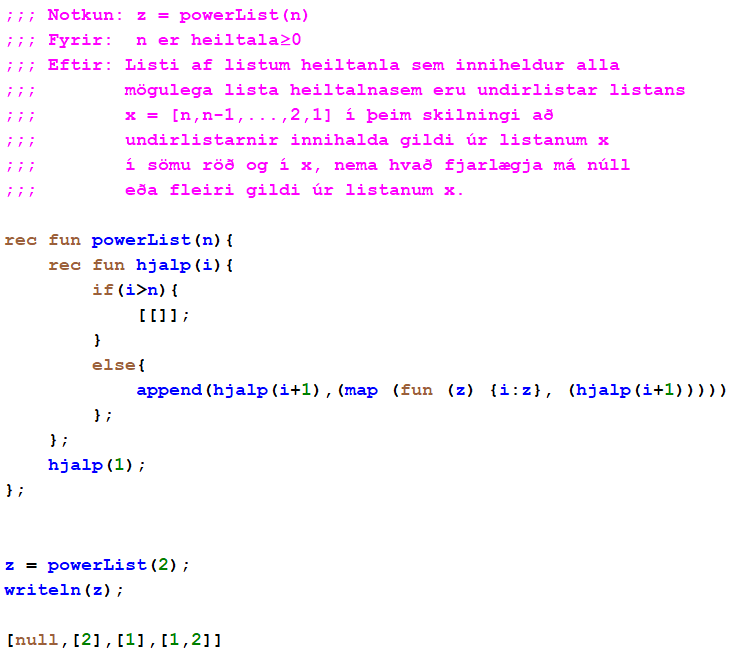 ;;; Notkun: z = powerList(n)
;;; Fyrir:  n er heiltala≥0
;;; Eftir: Listi af listum heiltanla sem inniheldur alla
;;;        mögulega lista heiltalnasem eru undirlistar listans
;;;        x = [n,n-1,...,2,1] í þeim skilningi að
;;;        undirlistarnir innihalda gildi úr listanum x
;;;        í sömu röð og í x, nema hvað fjarlægja má núll
;;;        eða fleiri gildi úr listanum x.

rec fun powerList(n){
    rec fun hjalp(i){
        if(i>n){
            [[]];
        }
        else{
            append(hjalp(i+1),(map (fun (z) {i:z}, (hjalp(i+1)))))
        };
    };
    hjalp(1);
};


z = powerList(2);
writeln(z);

[null,[2],[1],[1,2]]